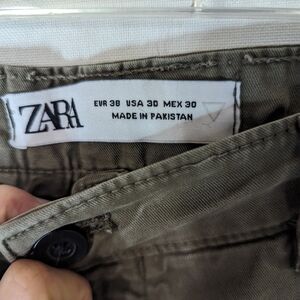 ZARA
EUR 38 USA 30 MEX 30
MADE IN PAKISTAN